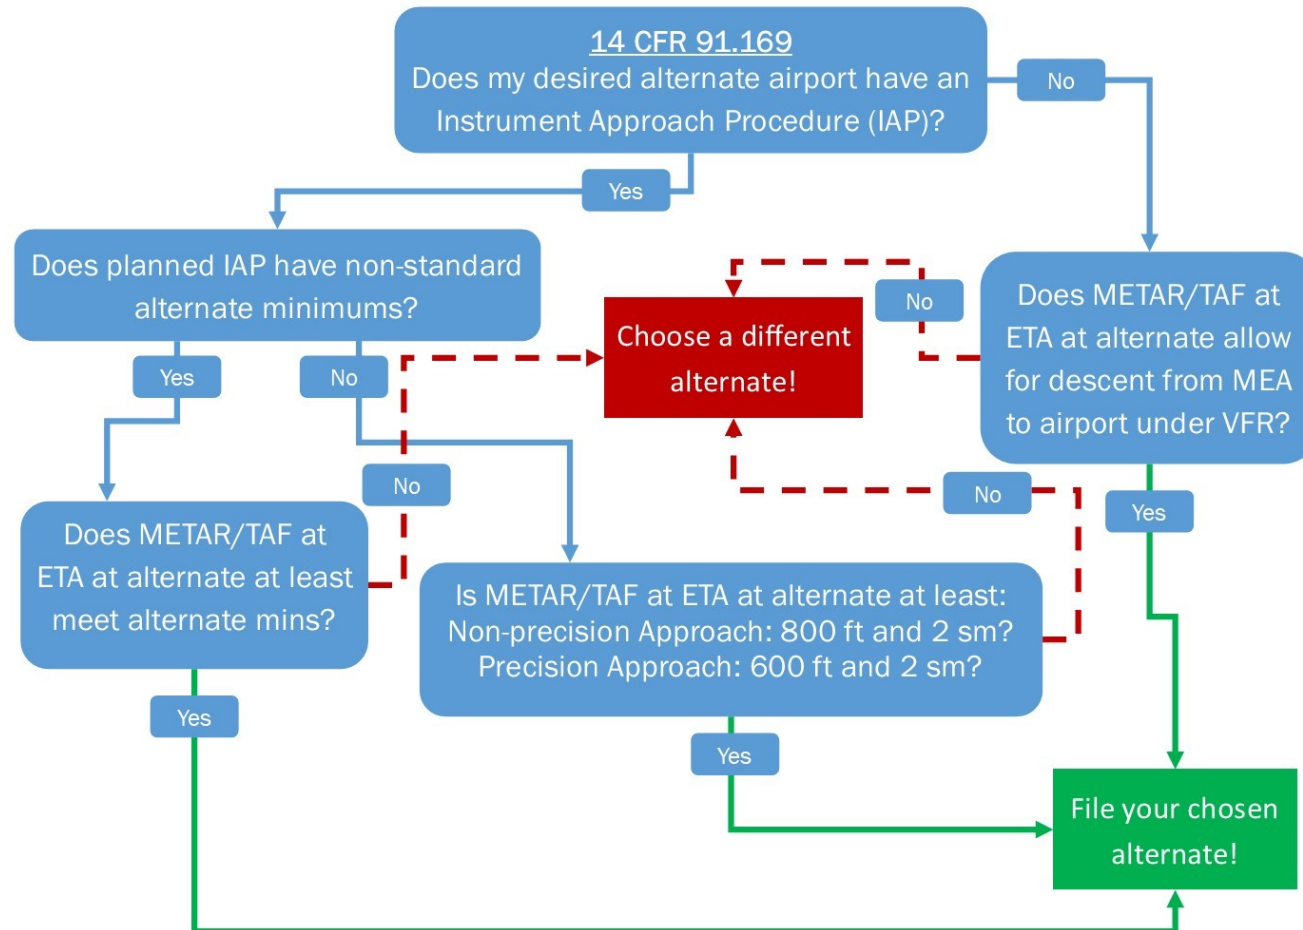 14 CFR 91.169
Does my desired alternate airport have an
Instrument Approach Procedure (IAP)?
No
Yes
Does planned IAP have non-standard
alternate minimums?
Yes
No
Choose a different
alternate!
No
Does METAR/TAF at
ETA at alternate allow
for descent from MEA
to airport under VFR?
No
No
Yes
Does METAR/TAF at
ETA at alternate at least
meet alternate mins?
Is METAR/TAF at ETA at alternate at least:
Non-precision Approach: 800 ft and 2 sm?
Precision Approach: 600 ft and 2 sm?
Yes
Yes
File your chosen
alternate!